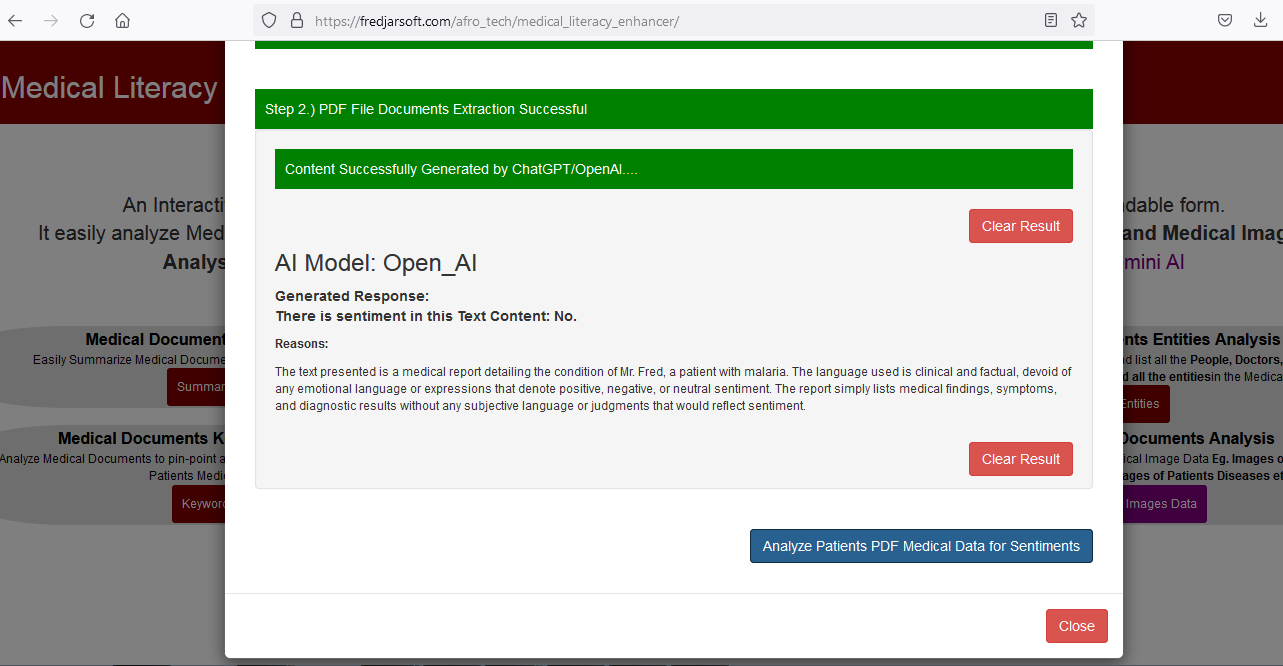 https://fredjarsoft.com/afro_tech/medical_literacy_enhancer/
Medical Literacy
Step 2.) PDF File Documents Extraction Successful
Content Successfully Generated by ChatGPT/OpenAI....
An Interacti
dable form.
It easily analyze Med
and Medical Imag
Analys
mini AI
Clear Result
AI Model: Open_AI
Generated Response:
There is sentiment in this Text Content: No.
Reasons:
The text presented is a medical report detailing the condition of Mr. Fred, a patient with malaria. The language used is clinical and factual, devoid of
any emotional language or expressions that denote positive, negative, or neutral sentiment. The report simply lists medical findings, symptoms,
and diagnostic results without any subjective language or judgments that would reflect sentiment.
Medical Document
Easily Summarize Medical Docume
Summar
nts Entities Analysis
d list all the People, Doctors,
d all the entitiesin the Medica
Entities
Medical Documents K
Analyze Medical Documents to pin-point a
Patients Medic
Keyword
Documents Analysis
ical Image Data Eg. Images o
ages of Patients Diseases et
Images Data
Clear Result
Analyze Patients PDF Medical Data for Sentiments
Close